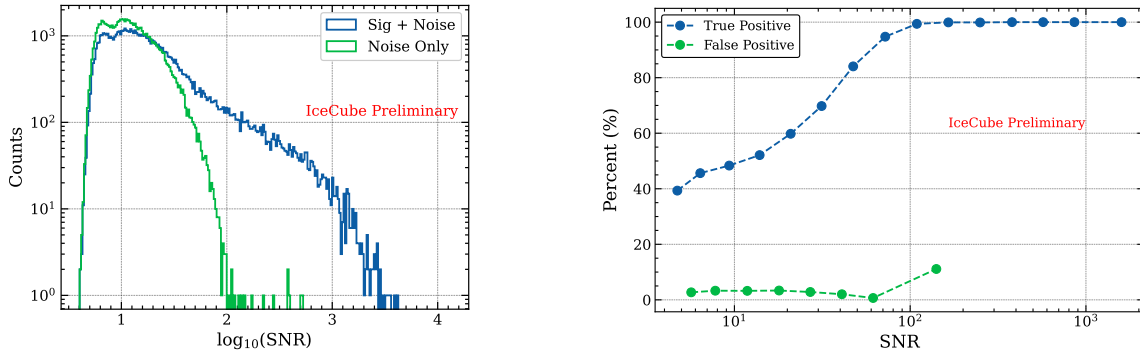 Sig + Noise
Noise Only
IceCube Preliminary
Counts
10³
10²
10¹
10⁰
1 2 3 4
log₁₀(SNR)
True Positive
False Positive
IceCube Preliminary
Percent (%)
100
80
60
40
20
0
10¹ 10² 10³
SNR